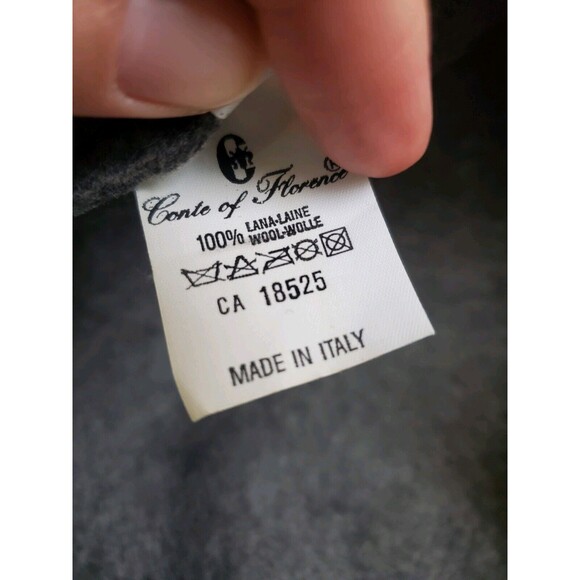 Conte of Florence ®
100% LANA-LAINE
WOOL-WOLLE
CA 18525
MADE IN ITALY